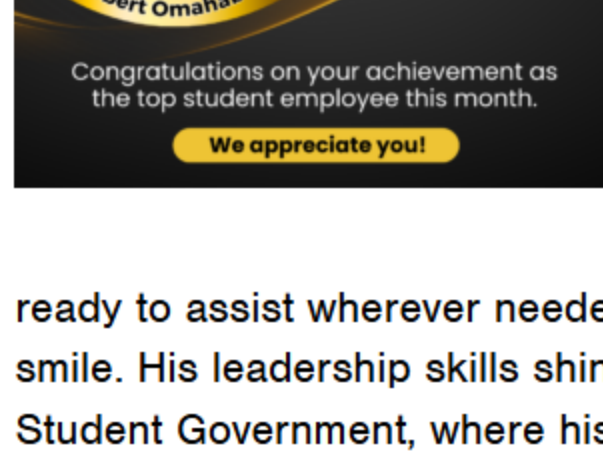 Omaha
Congratulations on your achievement as
the top student employee this month.
We appreciate you!
ready to assist wherever neede
smile. His leadership skills shin
Student Government, where his